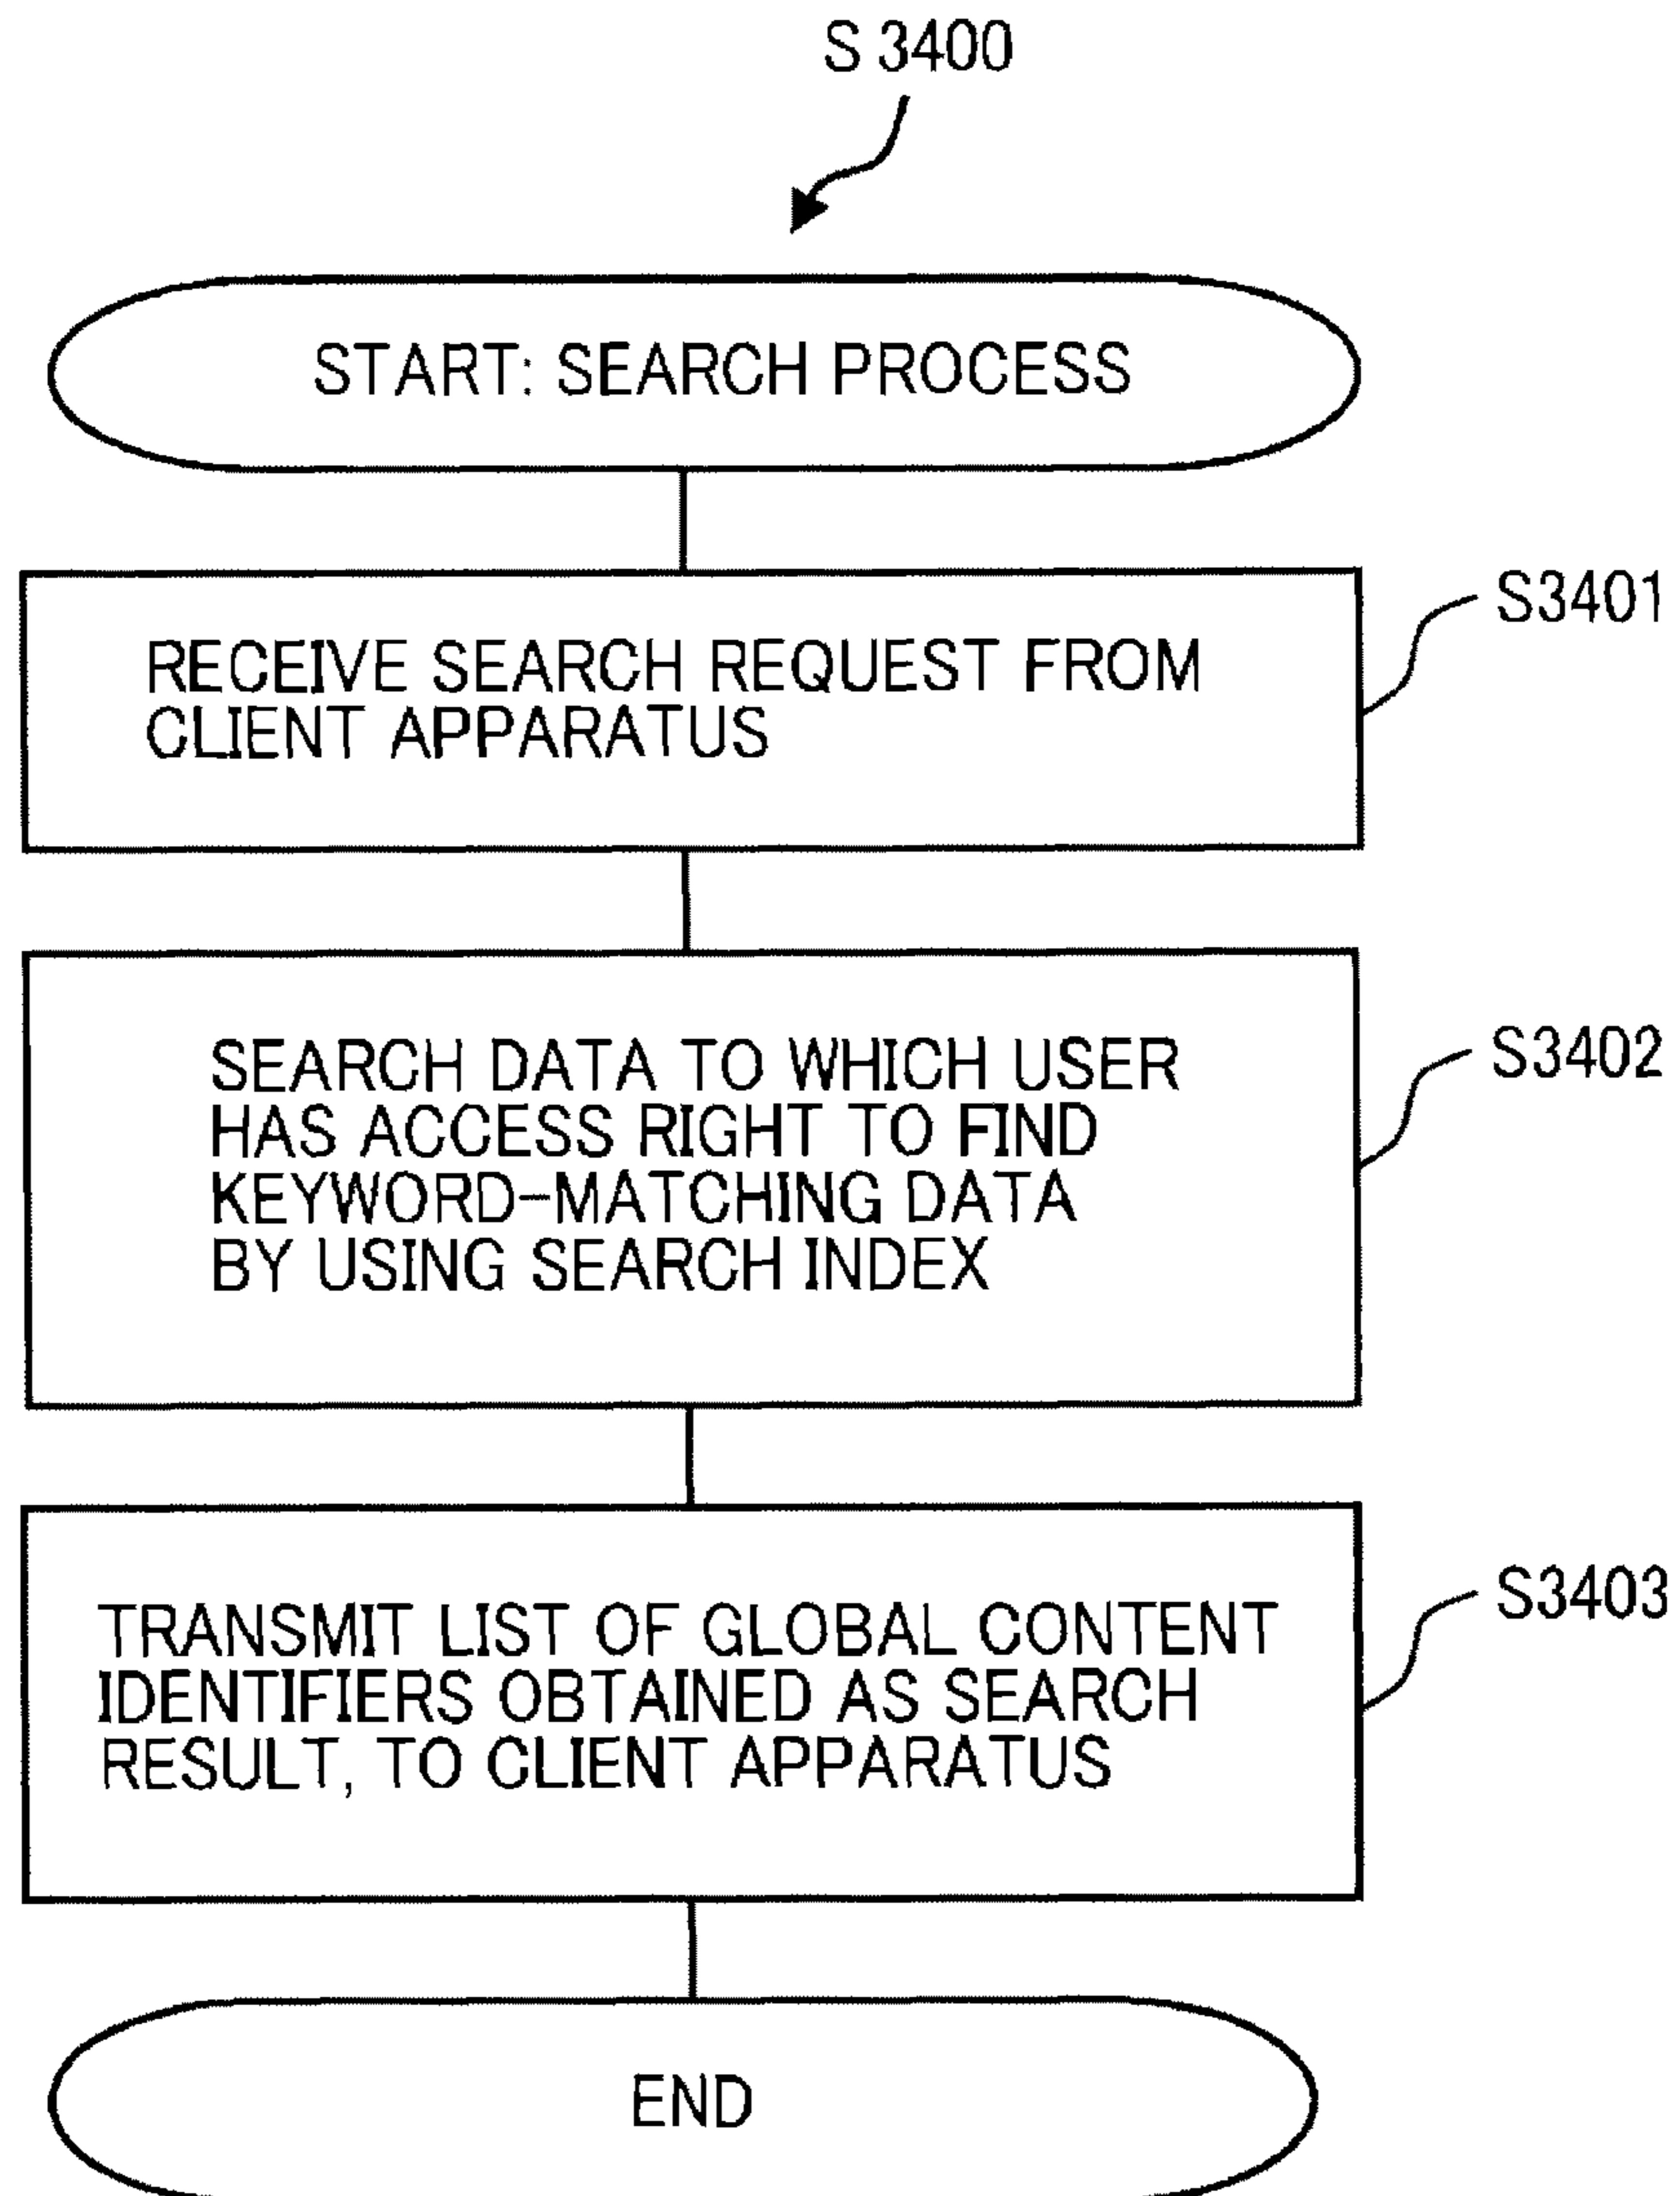 S 3400
START: SEARCH PROCESS
S3401
RECEIVE SEARCH REQUEST FROM
CLIENT APPARATUS
S3402
SEARCH DATA TO WHICH USER
HAS ACCESS RIGHT TO FIND
KEYWORD-MATCHING DATA
BY USING SEARCH INDEX
S3403
TRANSMIT LIST OF GLOBAL CONTENT
IDENTIFIERS OBTAINED AS SEARCH
RESULT, TO CLIENT APPARATUS
END